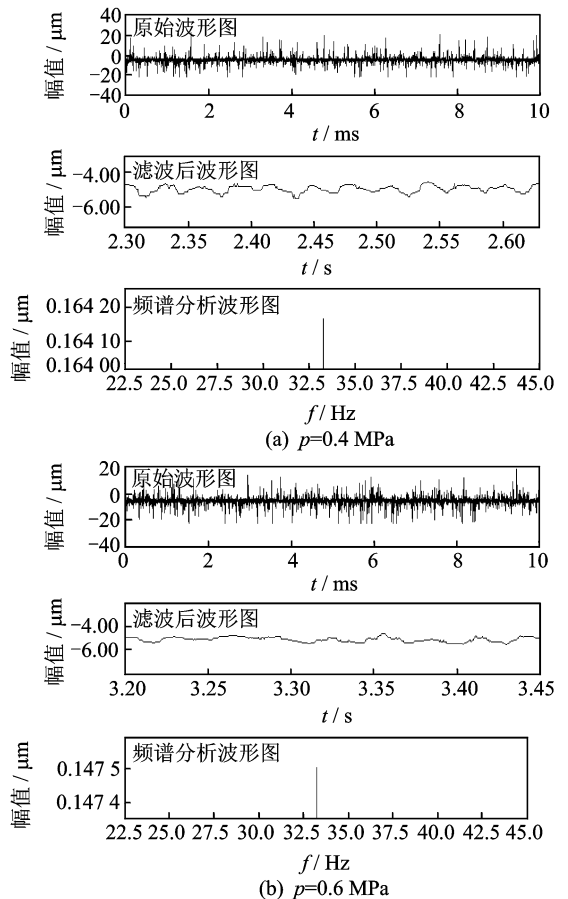 原始波形图
幅值 / μm
40
20
0
−20
−40
0 2 4 6 8 10
t / ms
滤波后波形图
幅值 / μm
−4.00
−6.00
2.30 2.35 2.40 2.45 2.50 2.55 2.60
t / s
频谱分析波形图
幅值 / μm
0.164 20
0.164 10
0.164 00
22.5 25.0 27.5 30.0 32.5 35.0 37.5 40.0 42.5 45.0
f / Hz
(a) p=0.4 MPa
原始波形图
幅值 / μm
20
0
−20
−40
0 2 4 6 8 10
t / ms
滤波后波形图
幅值 / μm
−4.00
−6.00
3.20 3.25 3.30 3.35 3.40 3.45
t / s
频谱分析波形图
幅值 / μm
0.147 5
0.147 4
22.5 25.0 27.5 30.0 32.5 35.0 37.5 40.0 42.5 45.0
f / Hz
(b) p=0.6 MPa